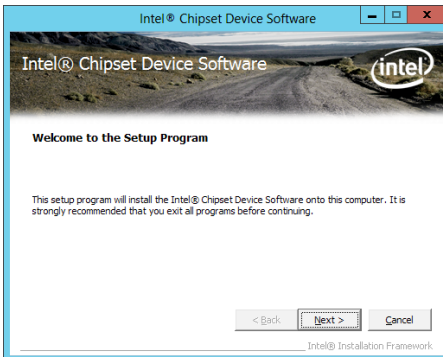 Intel® Chipset Device Software
Intel® Chipset Device Software
intel
Welcome to the Setup Program
This setup program will install the Intel® Chipset Device Software onto this computer. It is
strongly recommended that you exit all programs before continuing.
< Back Next > Cancel
Intel® Installation Framework